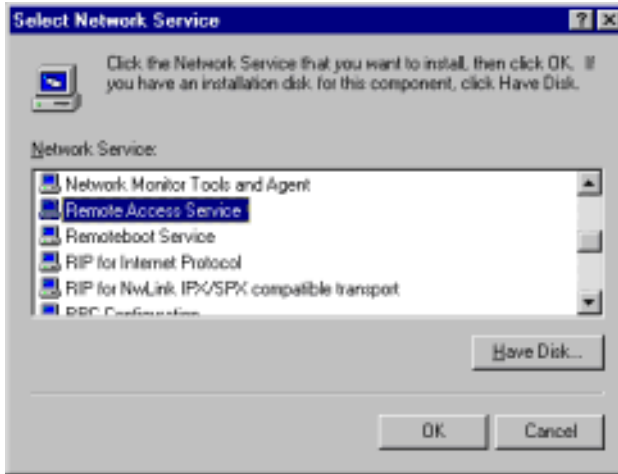 Select Network Service
Click the Network Service that you want to install, then click OK. If
you have an installation disk for this component, click Have Disk.
Network Service:
Network Monitor Tools and Agent
Remote Access Service
Remoteboot Service
RIP for Internet Protocol
RIP for NwLink IPX/SPX compatible transport
RPC Configuration
Have Disk...
OK
Cancel